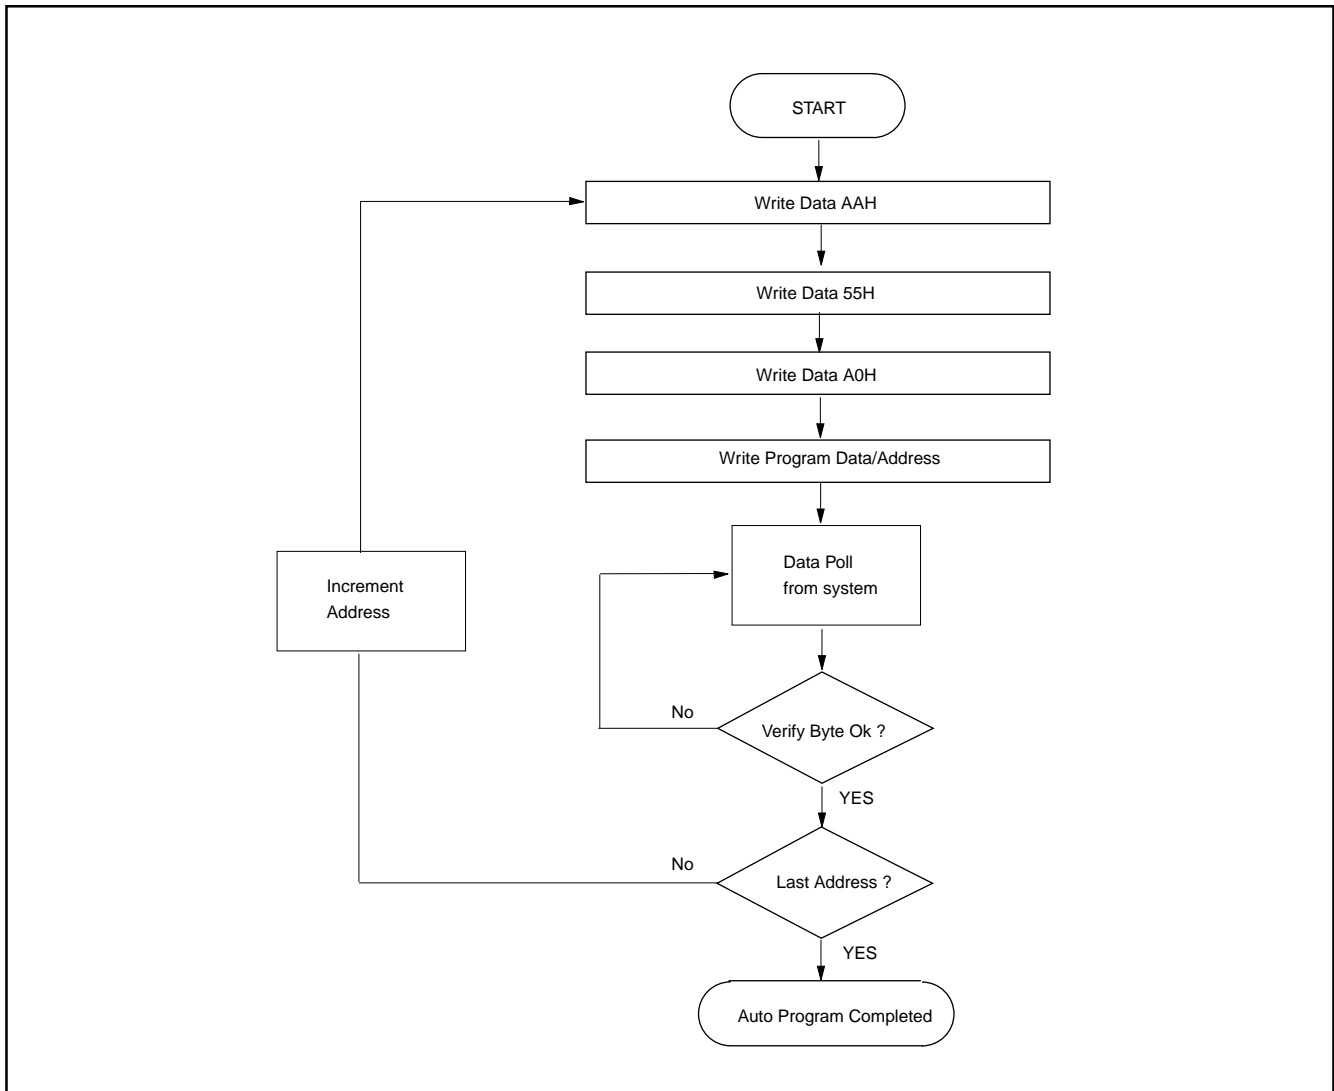 START
Write Data AAH
Write Data 55H
Write Data A0H
Write Program Data/Address
Data Poll
from system
Increment
Address
No
Verify Byte Ok ?
YES
No
Last Address ?
YES
Auto Program Completed